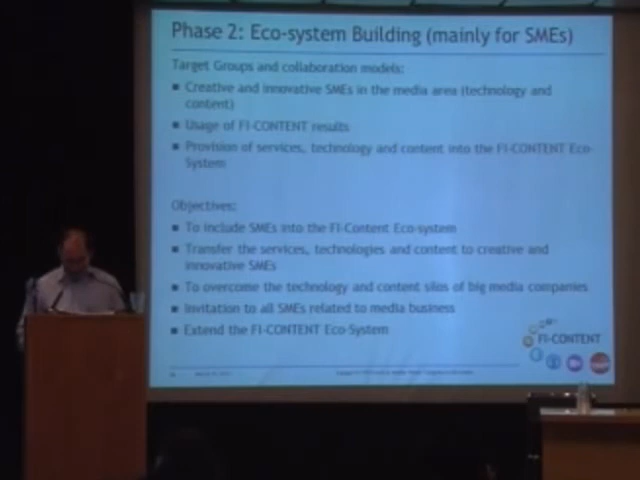 Phase 2: Eco-system Building (mainly for SMEs)
Target Groups and collaboration models:
▪ Creative and innovative SMEs in the media area (technology and
content)
▪ Usage of FI-CONTENT results
▪ Provision of services, technology and content into the FI-CONTENT Eco-
System
Objectives:
▪ To include SMEs into the FI-Content Eco-system
▪ Transfer the services, technologies and content to creative and
innovative SMEs
▪ To overcome the technology and content silos of big media companies
▪ Invitation to all SMEs related to media business
▪ Extend the FI-CONTENT Eco-System
FI-CONTENT